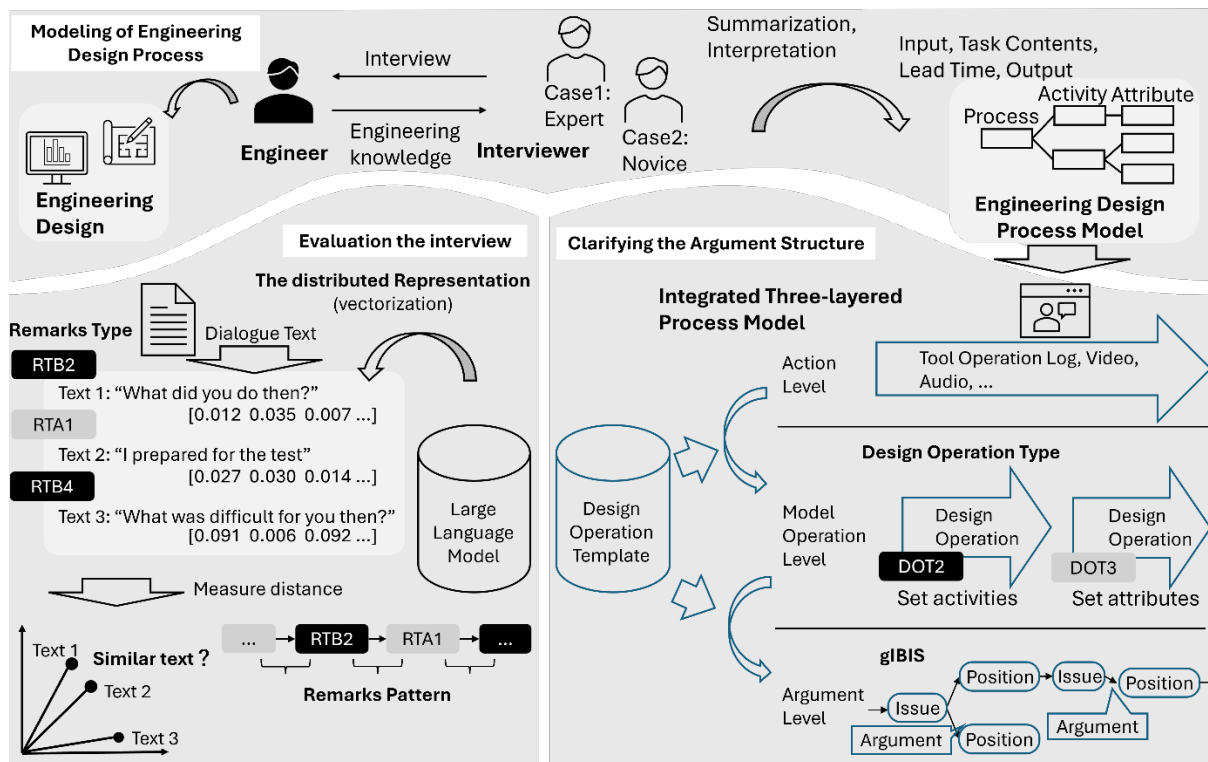 Modeling of Engineering
Design Process
Interview
Engineering
knowledge
Engineer
Interviewer
Case1:
Expert
Case2:
Novice
Summarization,
Interpretation
Input, Task Contents,
Lead Time, Output
Activity Attribute
Process
Engineering Design
Process Model
Engineering
Design
Evaluation the interview
The distributed Representation
(vectorization)
Remarks Type
Dialogue Text
RTB2
Text 1: “What did you do then?”
[0.012 0.035 0.007 ...]
RTA1
Text 2: “I prepared for the test”
[0.027 0.030 0.014 ...]
RTB4
Text 3: “What was difficult for you then?”
[0.091 0.006 0.092 ...]
Large
Language
Model
Measure distance
Text 1
Similar text ?
Text 2
Text 3
... RTB2 RTA1 ...
Remarks Pattern
Clarifying the Argument Structure
Integrated Three-layered
Process Model
Action
Level
Tool Operation Log, Video,
Audio, ...
Design
Operation
Template
Design Operation Type
Model
Operation
Level
Design
Operation
DOT2
Set activities
Design
Operation
DOT3
Set attributes
gIBIS
Argument
Level
Issue
Position
Issue
Position
Argument
Position
Argument